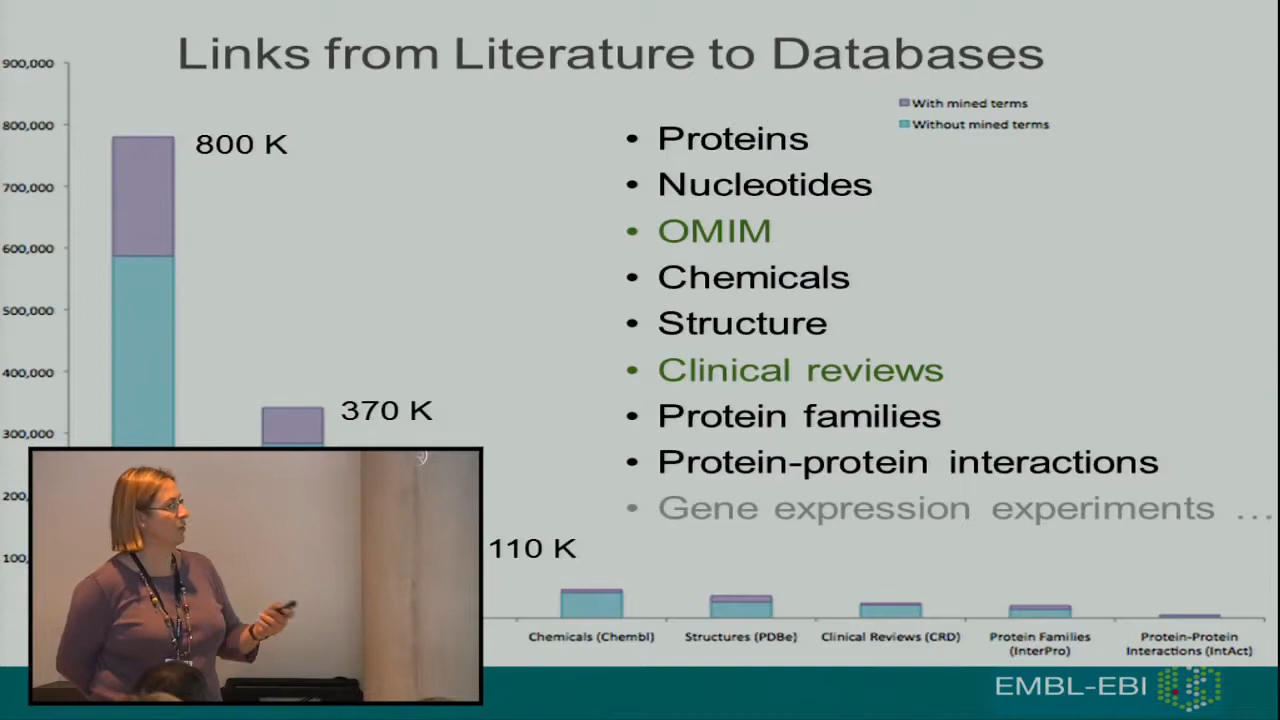 Links from Literature to Databases
900,000
800,000
700,000
600,000
500,000
400,000
300,000
200,
100,
With mined terms
Without mined terms
800 K
370 K
110 K
• Proteins
• Nucleotides
• OMIM
• Chemicals
• Structure
• Clinical reviews
• Protein families
• Protein-protein interactions
• Gene expression experiments ...
Chemicals (Chembl)
Structures (PDBe)
Clinical Reviews (CRD)
Protein Families
(InterPro)
Protein-Protein
Interactions (IntAct)
EMBL-EBI